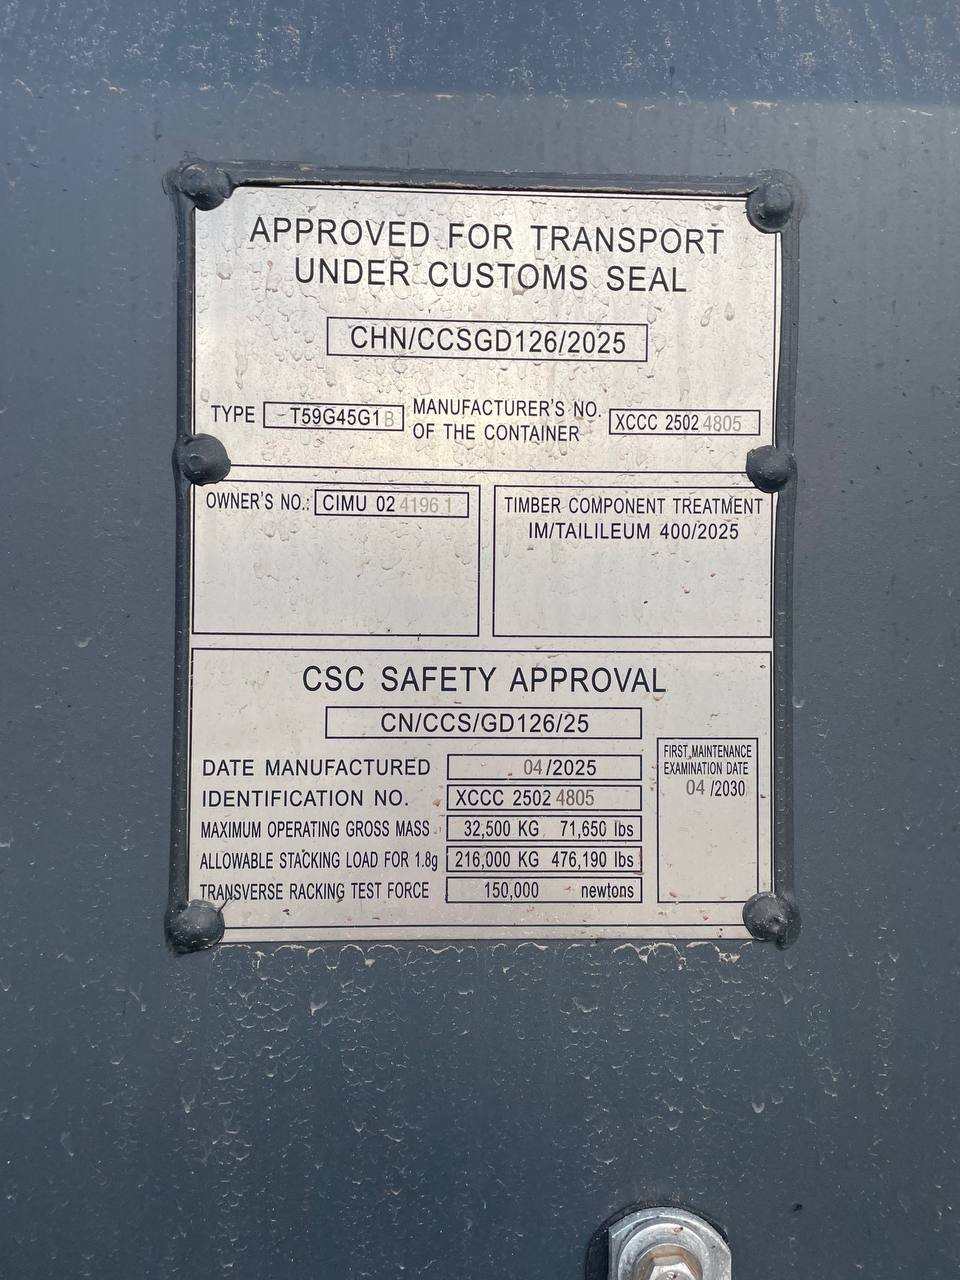 APPROVED FOR TRANSPORT
UNDER CUSTOMS SEAL
CHN/CCSGD126/2025
TYPE - T59G45G1B
MANUFACTURER'S NO.
OF THE CONTAINER
XCCC 2502 4805
OWNER'S NO.: CIMU 02 4196 1
TIMBER COMPONENT TREATMENT
IM/TAILILEUM 400/2025
CSC SAFETY APPROVAL
CN/CCS/GD126/25
DATE MANUFACTURED 04/2025
IDENTIFICATION NO. XCCC 2502 4805
MAXIMUM OPERATING GROSS MASS 32,500 KG 71,650 lbs
ALLOWABLE STACKING LOAD FOR 1.8g 216,000 KG 476,190 lbs
TRANSVERSE RACKING TEST FORCE 150,000 newtons
FIRST MAINTENANCE
EXAMINATION DATE
04 /2030